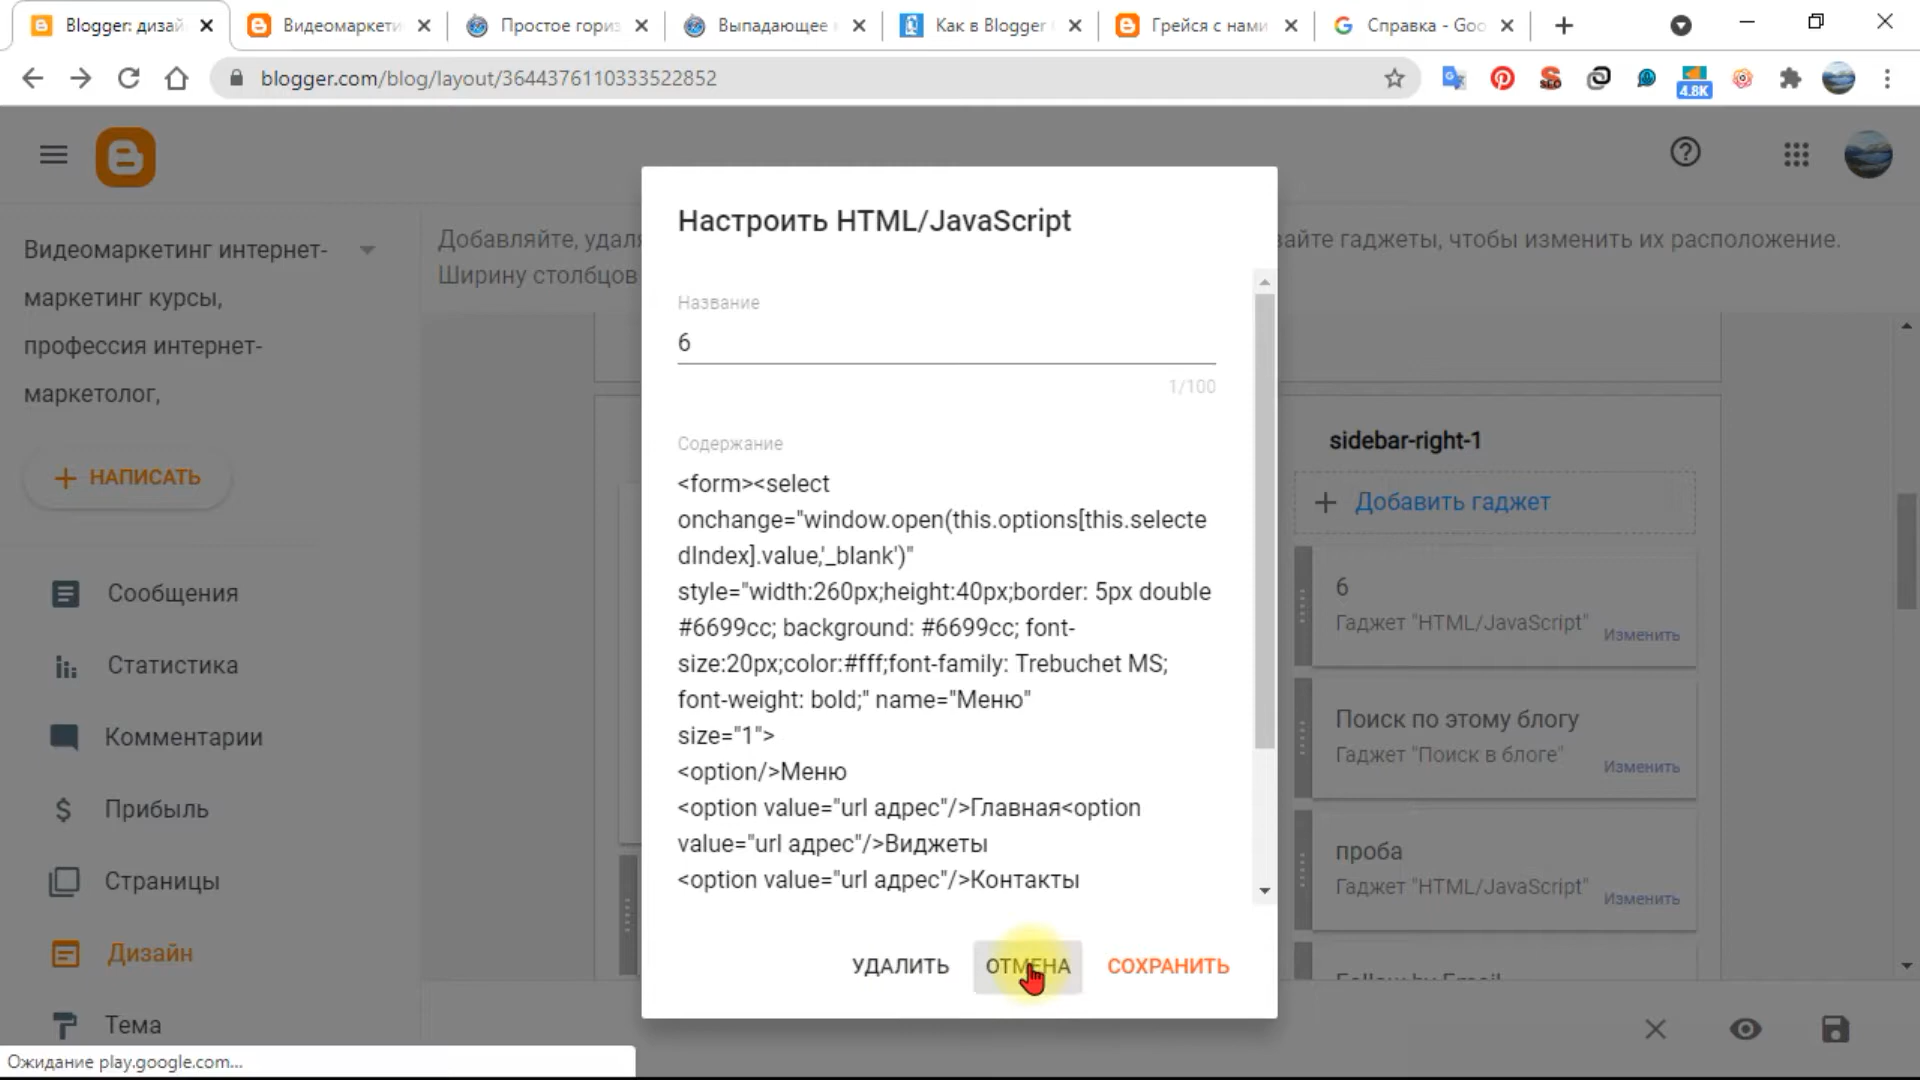 Blogger: дизай
Видеомаркети
Простое гориз
Выпадающее
Как в Blogger
Грейся с нами
Справка - Goo
blogger.com/blog/layout/3644376110333522852
SEO
4.8K
Видеомаркетинг интернет-
маркетинг курсы,
профессия интернет-
маркетолог,
НАПИСАТЬ
Сообщения
Статистика
Комментарии
Прибыль
Страницы
Дизайн
Тема
Ожидание play.google.com...
Добавляйте, удал
вайте гаджеты, чтобы изменить их расположение.
Ширину столбцов
Настроить HTML/JavaScript
Название
6
1/100
Содержание
<form><select
onchange="window.open(this.options[this.selecte
dIndex].value,'_blank')"
style="width:260px;height:40px;border: 5px double
#6699cc; background: #6699cc; font-
size:20px;color:#fff;font-family: Trebuchet MS;
font-weight: bold;" name="Меню"
size="1">
<option/>Меню
<option value="url адрес"/>Главная<option
value="url адрес"/>Виджеты
<option value="url адрес"/>Контакты
УДАЛИТЬ
ОТМЕНА
СОХРАНИТЬ
sidebar-right-1
Добавить гаджет
6
Гаджет "HTML/JavaScript"
Изменить
Поиск по этому блогу
Гаджет "Поиск в блоге"
Изменить
проба
Гаджет "HTML/JavaScript"
Изменить
Follow by Email